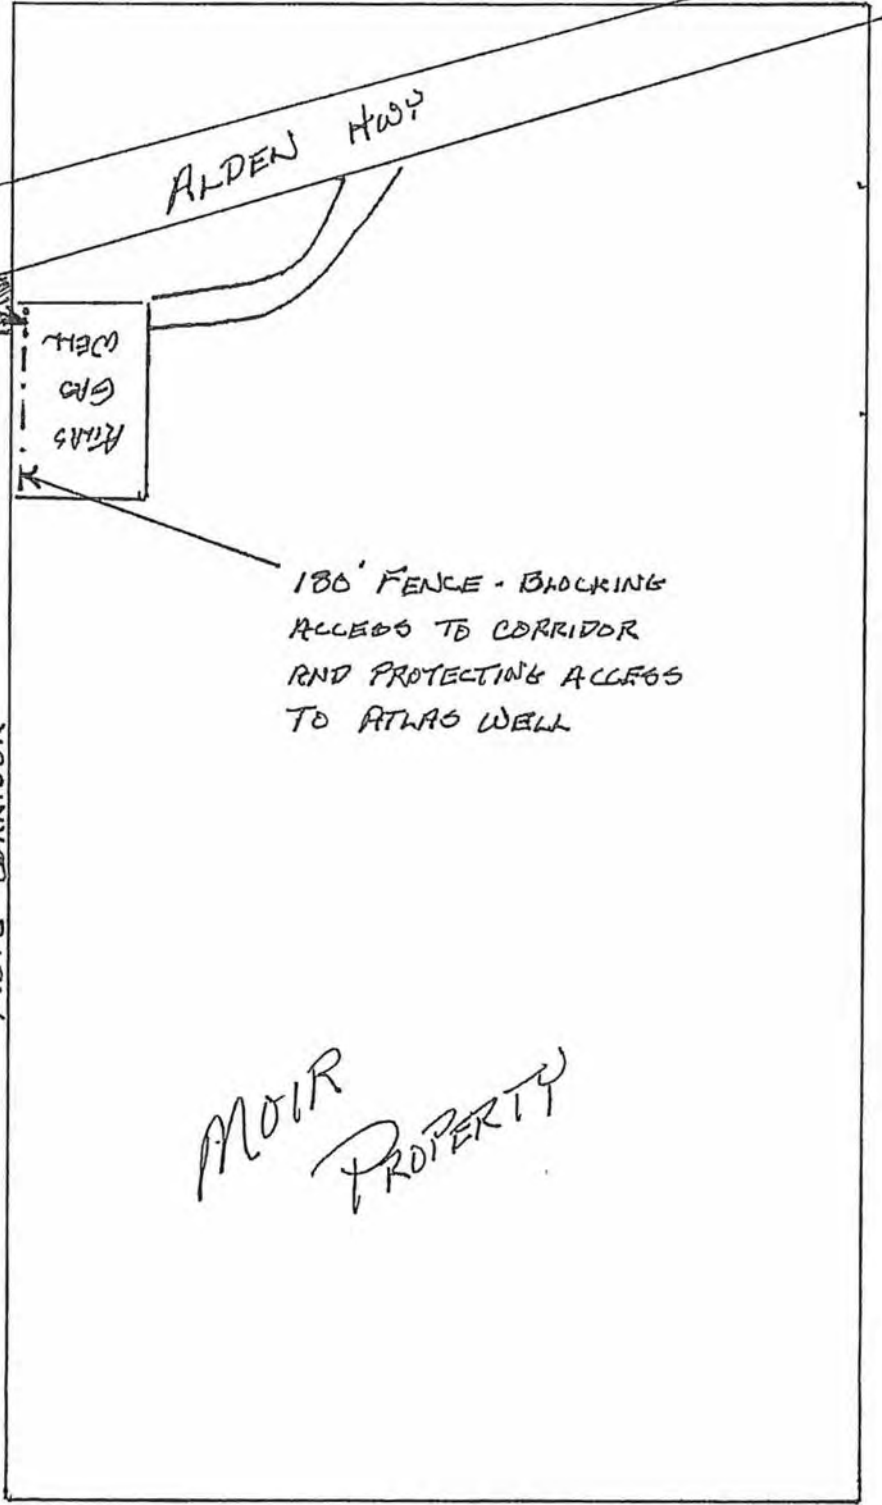 ALDEN HWY
ATLAS
GAS
WELL
180' FENCE - BLOCKING
ACCESS TO CORRIDOR
AND PROTECTING ACCESS
TO ATLAS WELL
CORRIDOR
MOIR
PROPERTY